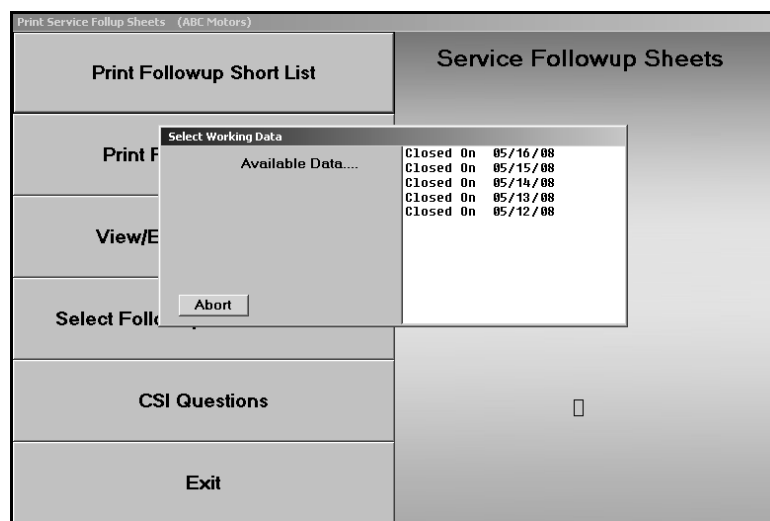 Print Service Follup Sheets (ABC Motors)
Print Followup Short List
Service Followup Sheets
Print F
Select Working Data
Available Data....
Closed On 05/16/08
Closed On 05/15/08
Closed On 05/14/08
Closed On 05/13/08
Closed On 05/12/08
View/E
Abort
Select Follo
CSI Questions
Exit